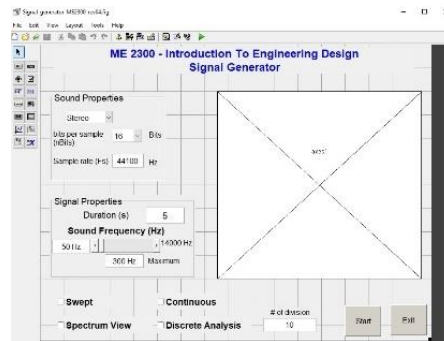 Signal generator ME2300 ver04.fig
File Edit View Layout Tools Help
ME 2300 - Introduction To Engineering Design
Signal Generator
Sound Properties
Stereo
bits per sample (nBits) 16 Bits
Sample rate (Fs) 44100 Hz
axes1
Signal Properties
Duration (s) 5
Sound Frequency (Hz)
50 Hz 14000 Hz
300 Hz Maximum
Swept Continuous
Spectrum View Discrete Analysis
# of division
10
Start Exit